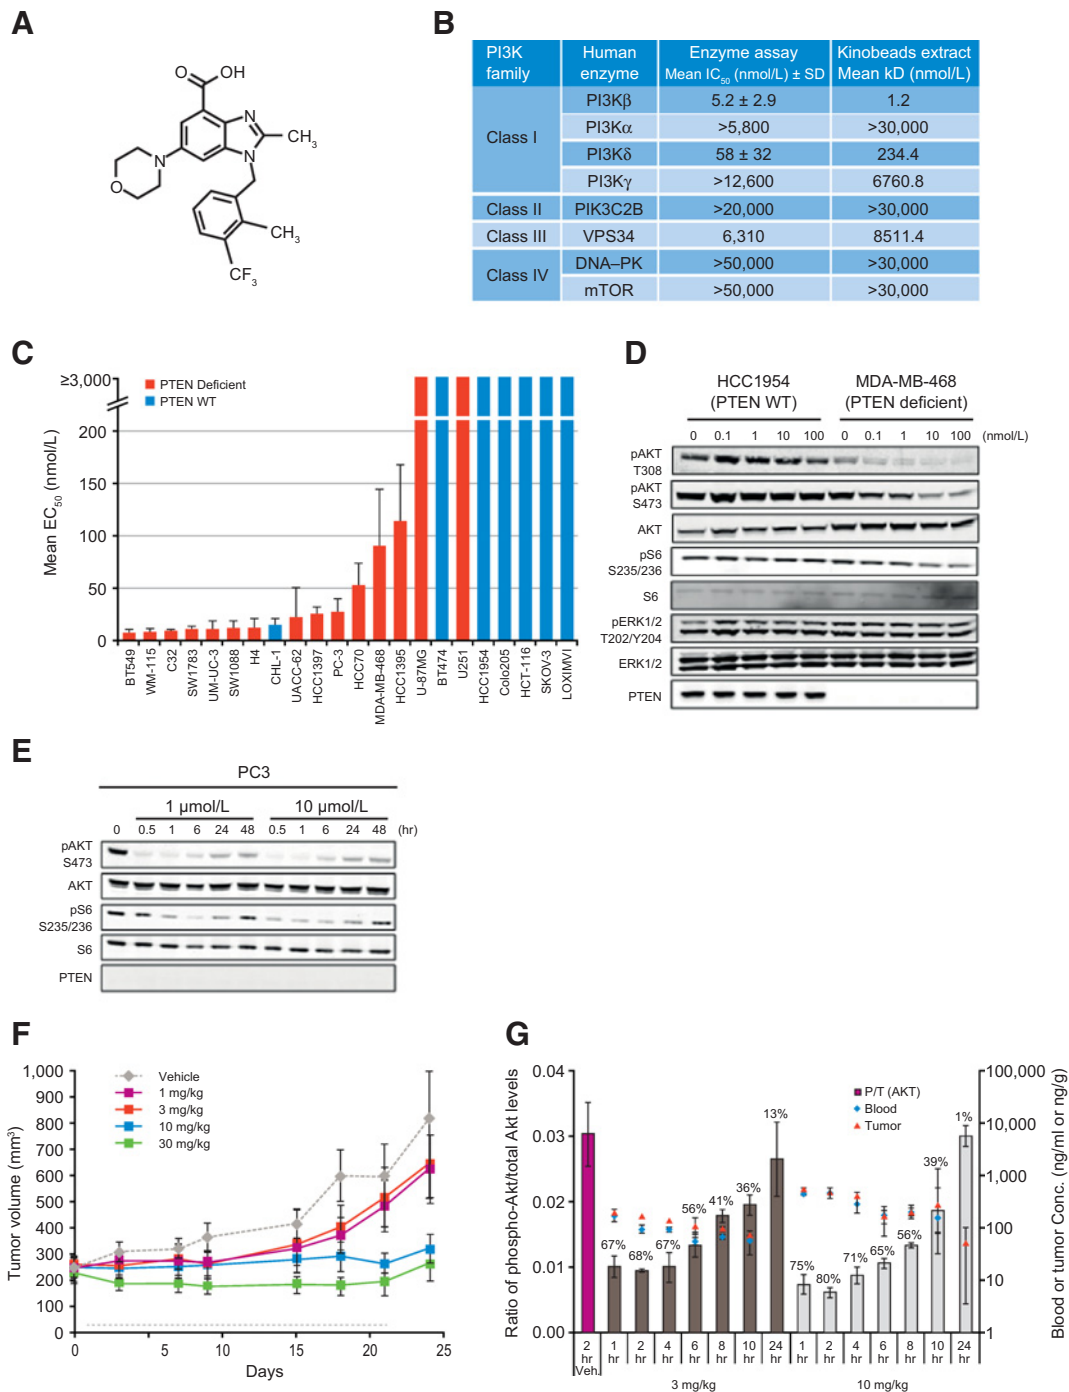 A
O
OH
N
CH3
N
N
O
CH3
CF3
B
PI3K family Human enzyme Enzyme assay Mean IC50 (nmol/L) ± SD Kinobeads extract Mean kD (nmol/L)
Class I PI3Kβ 5.2 ± 2.9 1.2
PI3Kα >5,800 >30,000
PI3Kδ 58 ± 32 234.4
PI3Kγ >12,600 6760.8
Class II PIK3C2B >20,000 >30,000
Class III VPS34 6,310 8511.4
Class IV DNA–PK >50,000 >30,000
mTOR >50,000 >30,000
C
Mean EC50 (nmol/L)
≥3,000
200
150
100
50
0
PTEN Deficient
PTEN WT
BT549 WM-115 C32 SW1783 UM-UC-3 SW1088 H4 CHL-1 UACC-62 HCC1397 PC-3 HCC70 MDA-MB-468 HCC1395 U-87MG BT474 U251 HCC1954 Colo205 HCT-116 SKOV-3 LOXIMVI
D
HCC1954 MDA-MB-468
(PTEN WT) (PTEN deficient)
0 0.1 1 10 100 0 0.1 1 10 100 (nmol/L)
pAKT
T308
pAKT
S473
AKT
pS6
S235/236
S6
pERK1/2
T202/Y204
ERK1/2
PTEN
E
PC3
1 µmol/L 10 µmol/L
0 0.5 1 6 24 48 0.5 1 6 24 48 (hr)
pAKT
S473
AKT
pS6
S235/236
S6
PTEN
F
Tumor volume (mm3)
1,000
900
800
700
600
500
400
300
200
100
0
Vehicle
1 mg/kg
3 mg/kg
10 mg/kg
30 mg/kg
0 5 10 15 20 25
Days
G
Ratio of phospho-Akt/total Akt levels
0.04
0.03
0.02
0.01
0.00
P/T (AKT)
Blood
Tumor
67% 68% 67% 56% 41% 36% 13% 75% 80% 71% 65% 56% 39% 1%
100,000
10,000
1,000
100
10
1
Blood or tumor Conc. (ng/ml or ng/g)
2 1 2 4 6 8 10 24 1 2 4 6 8 10 24
hr hr hr hr hr hr hr hr hr hr hr hr hr hr hr
Veh.
3 mg/kg 10 mg/kg